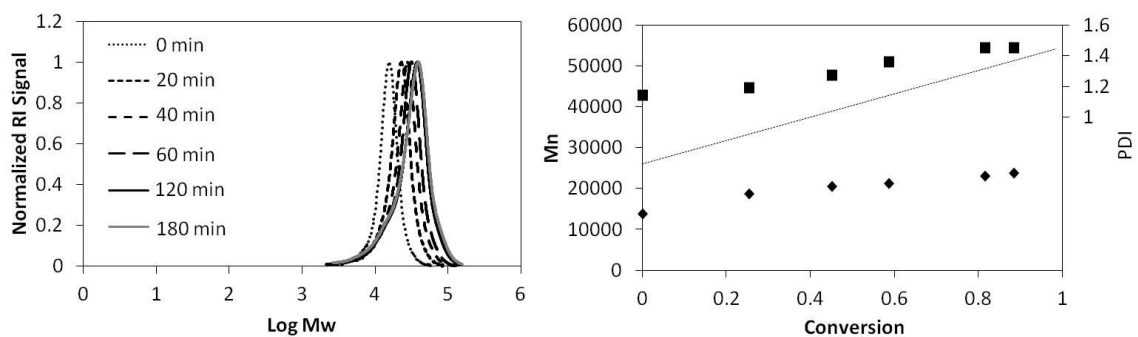 1.2
1
0.8
0.6
0.4
0.2
0
Normalized RI Signal
0 min
20 min
40 min
60 min
120 min
180 min
0 1 2 3 4 5 6
Log Mw
60000
50000
40000
30000
20000
10000
0
Mn
1.6
1.4
1.2
1
PDI
0 0.2 0.4 0.6 0.8 1
Conversion